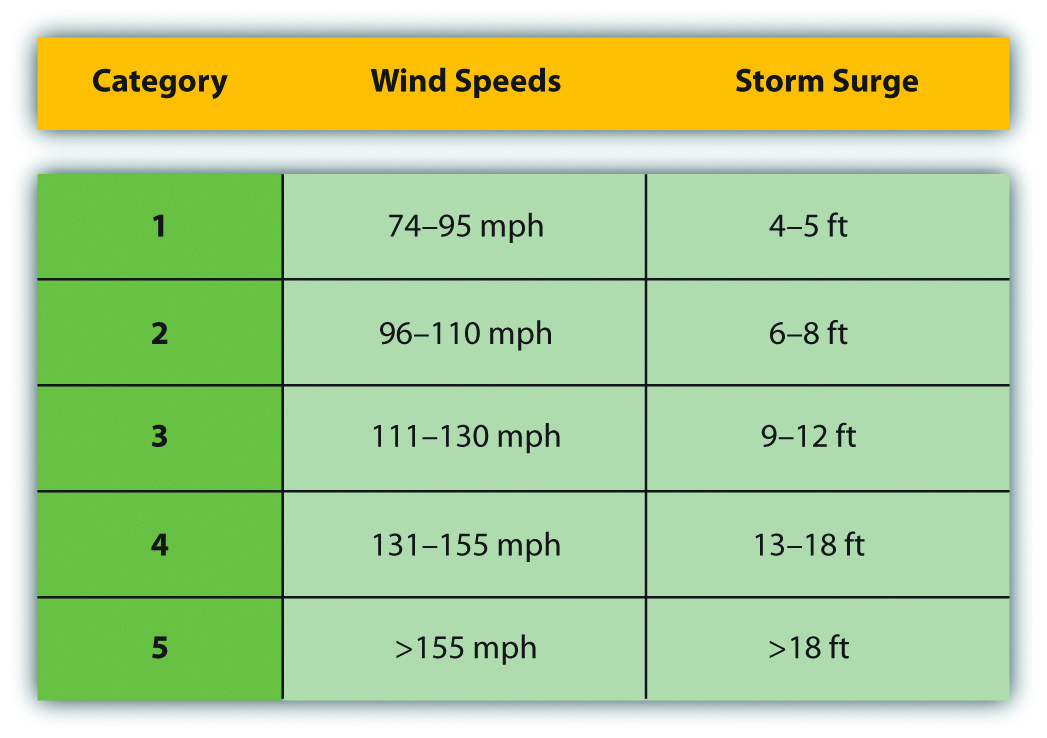 Category Wind Speeds Storm Surge
1 74–95 mph 4–5 ft
2 96–110 mph 6–8 ft
3 111–130 mph 9–12 ft
4 131–155 mph 13–18 ft
5 >155 mph >18 ft